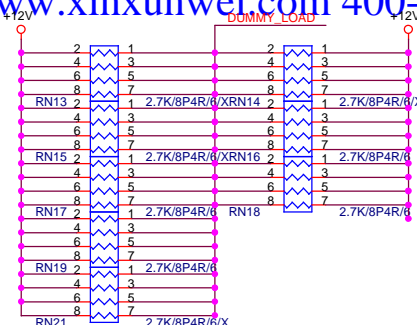 ww.xinxunwei.com 400-
+12V DUMMY_LOAD +12V
2 1 2 1
4 3 4 3
6 5 6 5
8 7 8 7
RN13 2.7K/8P4R/6/X RN14 2.7K/8P4R/6/X
2 1 2 1
4 3 4 3
6 5 6 5
8 7 8 7
RN15 2.7K/8P4R/6/X RN16 2.7K/8P4R/6
2 1 2 1
4 3 4 3
6 5 6 5
8 7 8 7
RN17 2.7K/8P4R/6 RN18 2.7K/8P4R/6
2 1
4 3
6 5
8 7
RN19 2.7K/8P4R/6
2 1
4 3
6 5
8 7
RN21 2.7K/8P4R/6/X